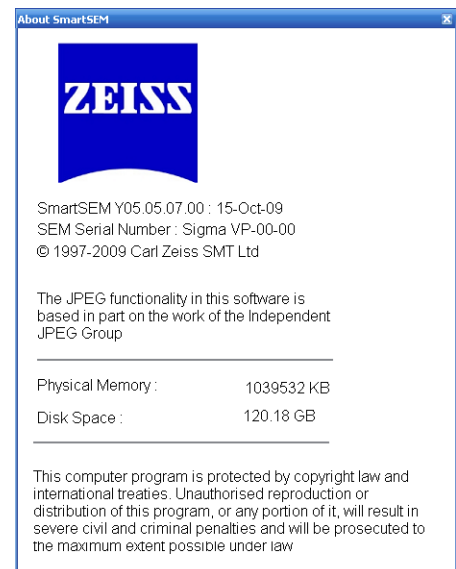 About SmartSEM
ZEISS
SmartSEM Y05.05.07.00 : 15-Oct-09
SEM Serial Number : Sigma VP-00-00
© 1997-2009 Carl Zeiss SMT Ltd
The JPEG functionality in this software is
based in part on the work of the Independent
JPEG Group
Physical Memory : 1039532 KB
Disk Space : 120.18 GB
This computer program is protected by copyright law and
international treaties. Unauthorised reproduction or
distribution of this program, or any portion of it, will result in
severe civil and criminal penalties and will be prosecuted to
the maximum extent possible under law